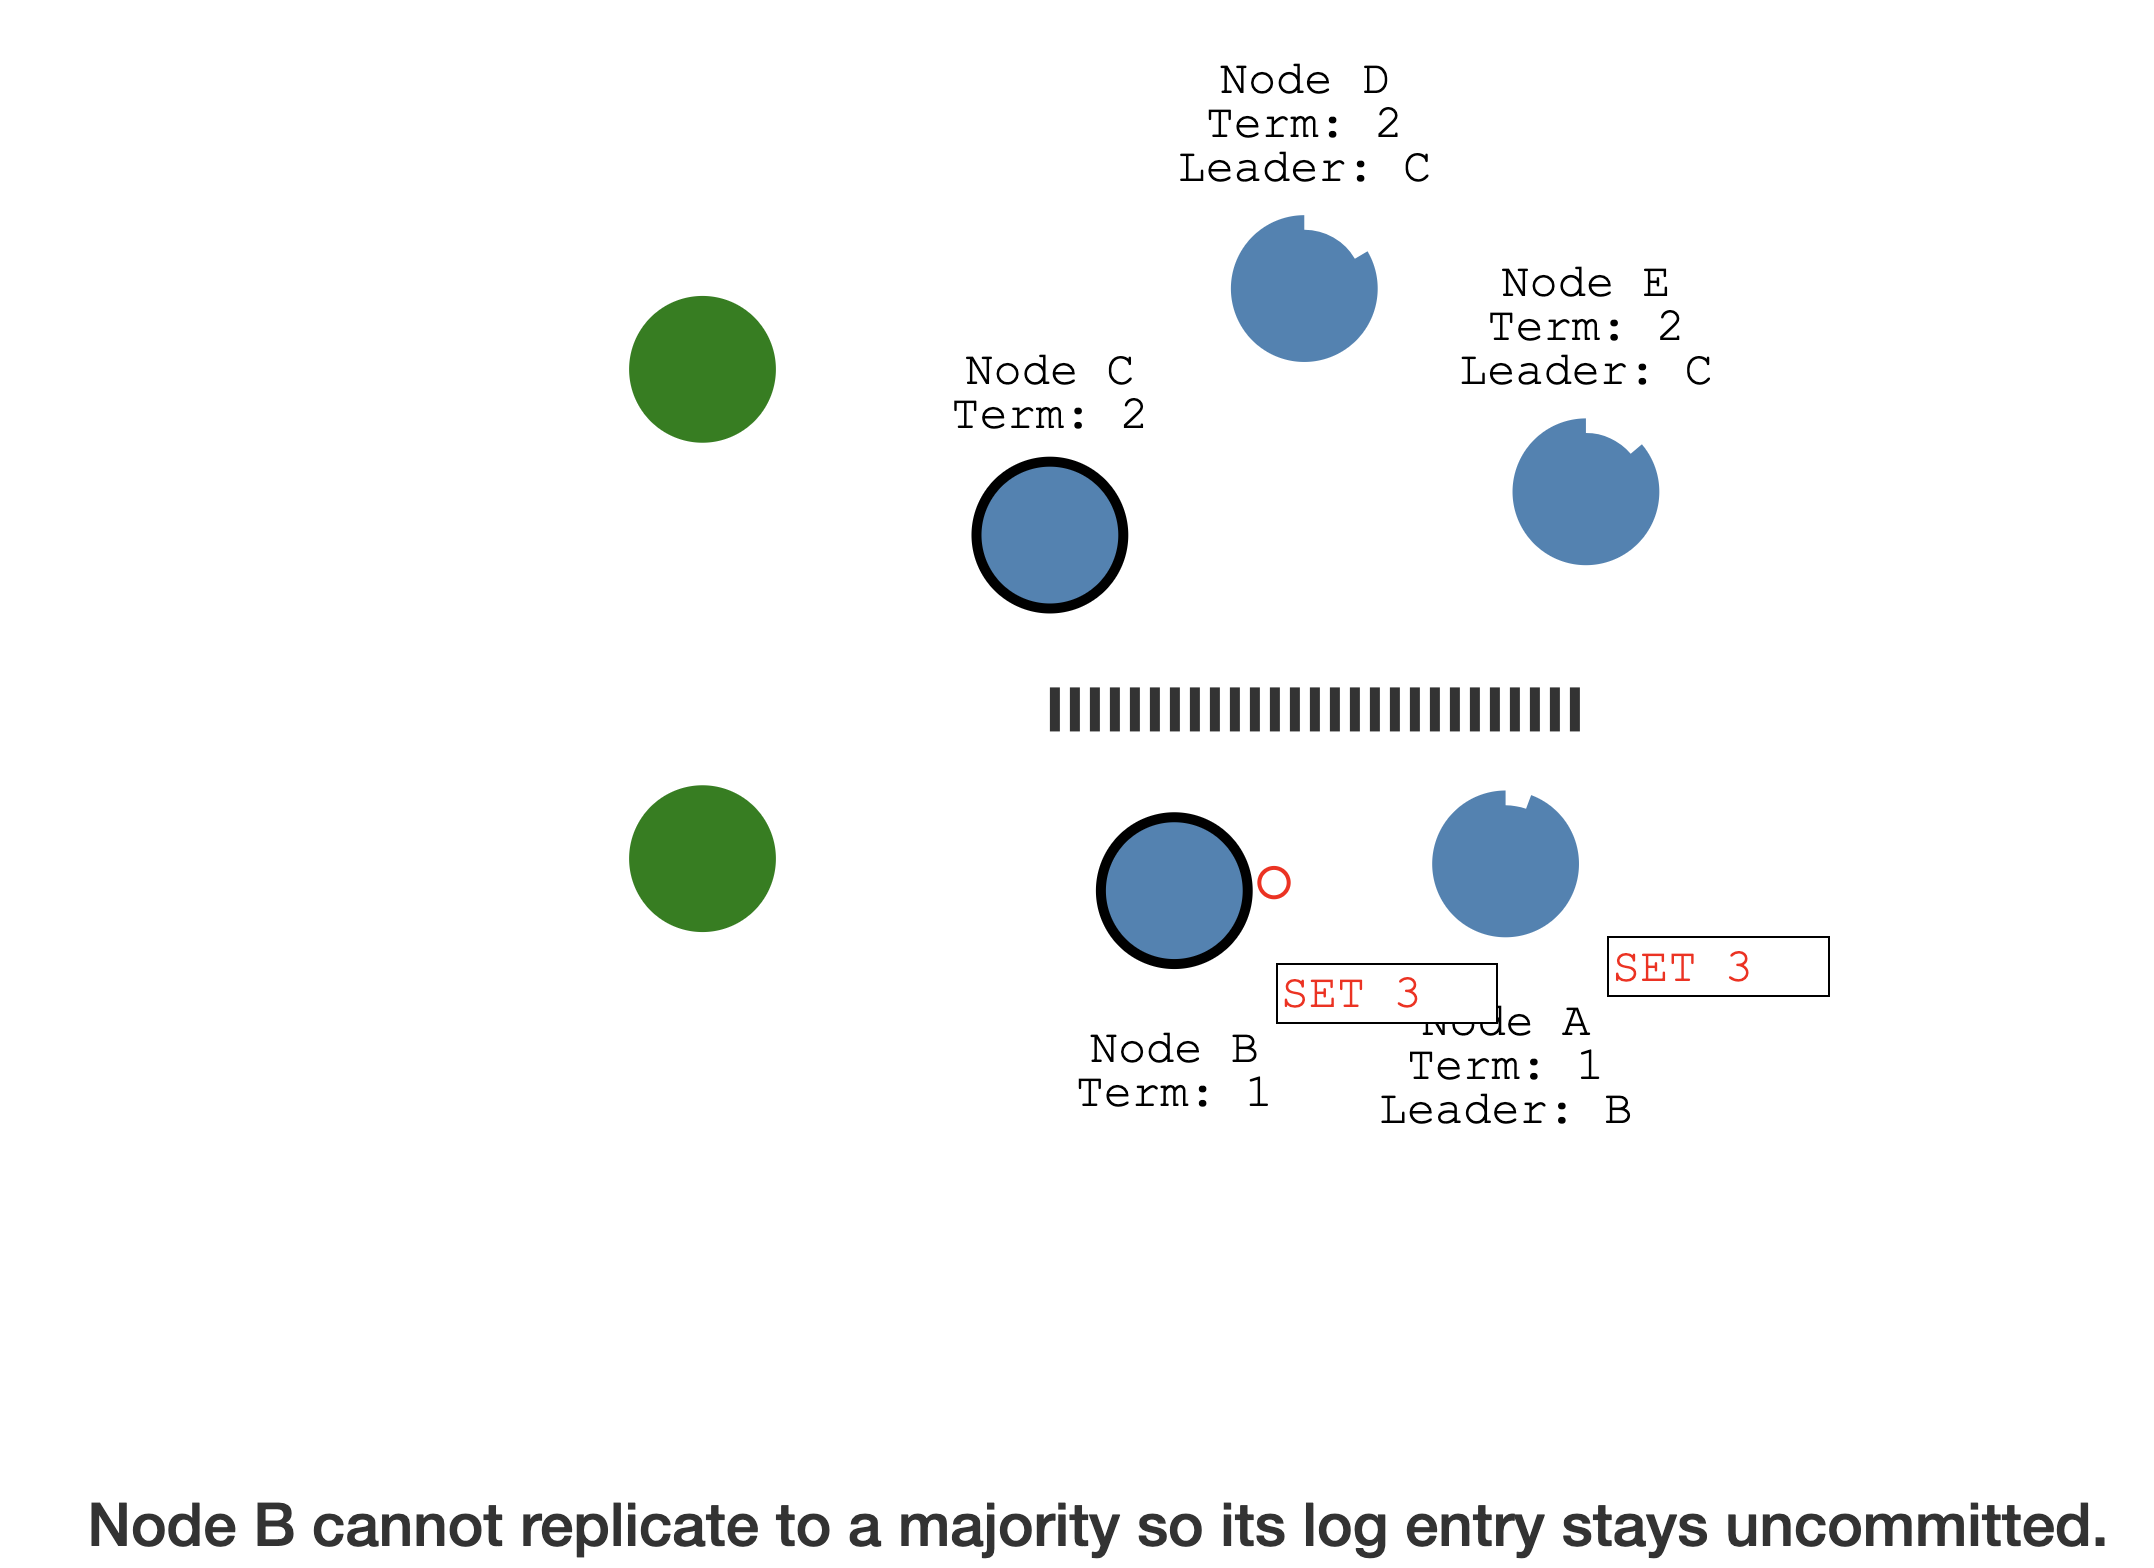 Node D
Term: 2
Leader: C
Node E
Term: 2
Leader: C
Node C
Term: 2
SET 3
SET 3
Node A
Term: 1
Leader: B
Node B
Term: 1
Node B cannot replicate to a majority so its log entry stays uncommitted.